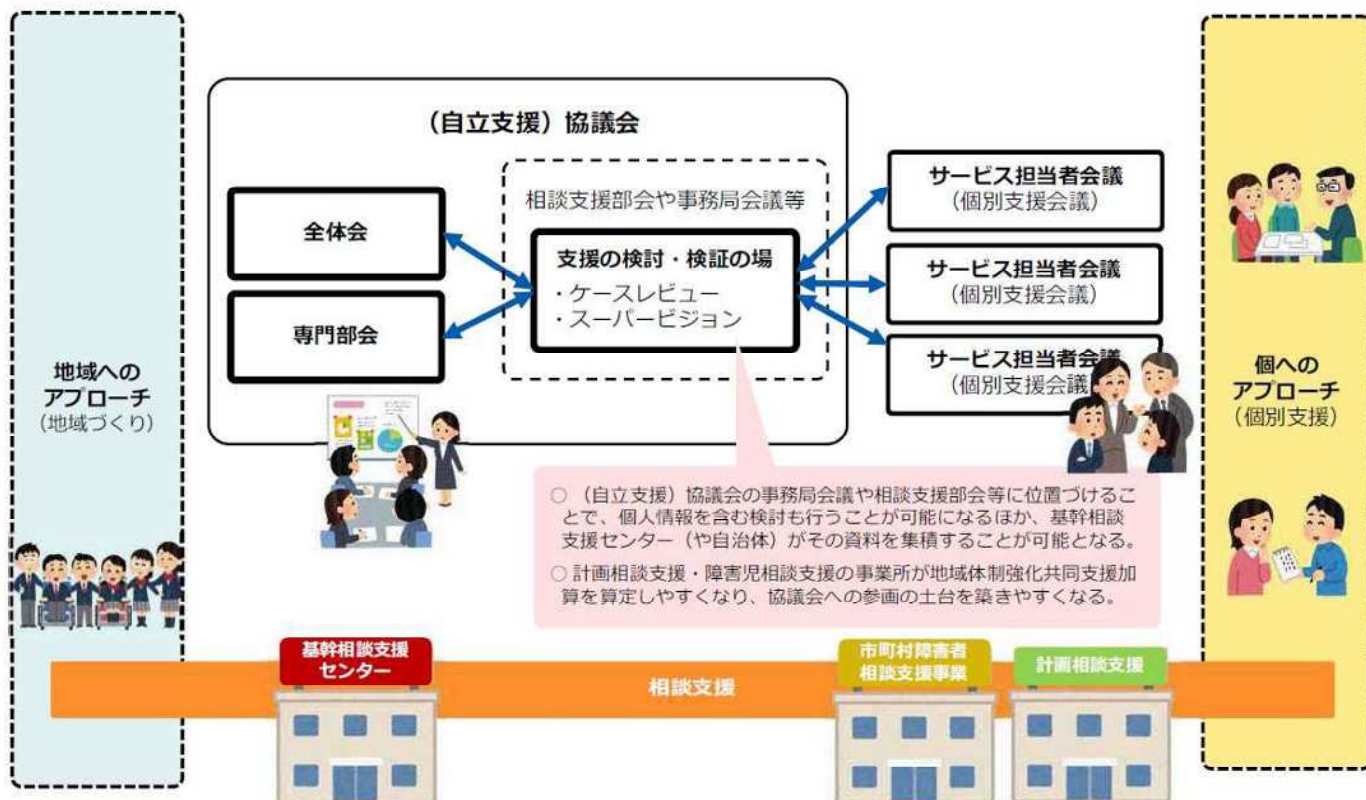 （自立支援）協議会
全体会
専門部会
相談支援部会や事務局会議等
支援の検討・検証の場
・ケースレビュー
・スーパービジョン
サービス担当者会議
（個別支援会議）
サービス担当者会議
（個別支援会議）
サービス担当者会議
（個別支援会議）
地域への
アプローチ
（地域づくり）
個への
アプローチ
（個別支援）
○ （自立支援）協議会の事務局会議や相談支援部会等に位置づけるこ
とで、個人情報を含む検討も行うことが可能になるほか、基幹相談
支援センター（や自治体）がその資料を集積することが可能となる。
○ 計画相談支援・障害児相談支援の事業所が地域体制強化共同支援加
算を算定しやすくなり、協議会への参画の土台を築きやすくなる。
基幹相談支援
センター
相談支援
市町村障害者
相談支援事業
計画相談支援